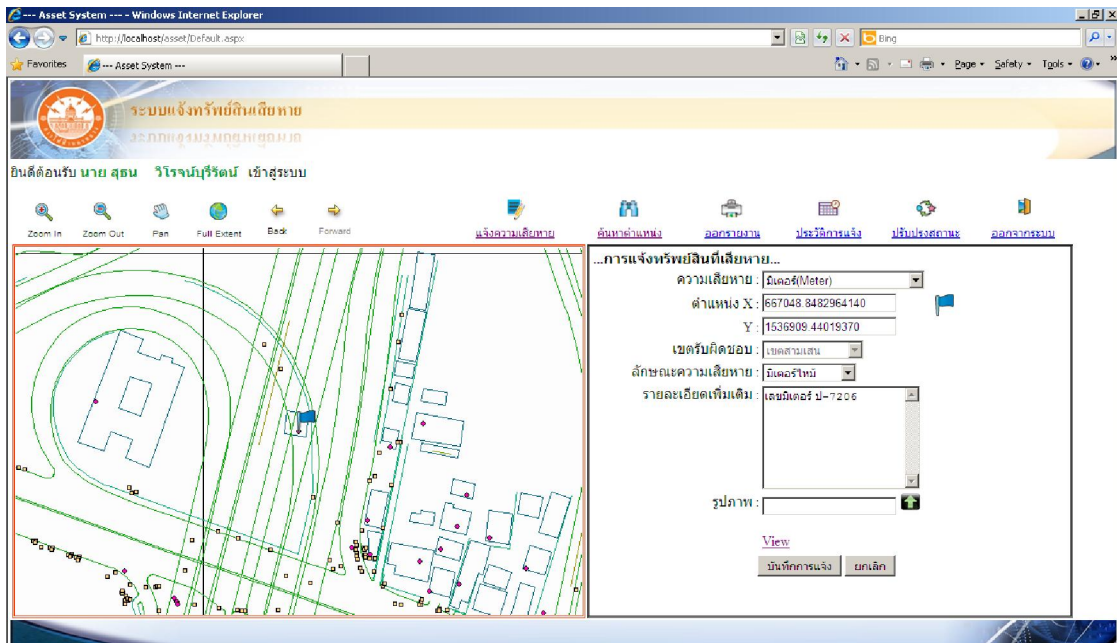 --- Asset System --- - Windows Internet Explorer
http://localhost/asset/Default.aspx
Bing
Favorites
--- Asset System ---
Page
Safety
Tools
ระบบแจ้งทรัพย์สินเสียหาย
ยินดีต้อนรับ นาย สุธน วิโรจน์บุรีรัตน์ เข้าสู่ระบบ
Zoom In
Zoom Out
Pan
Full Extent
Back
Forward
แจ้งความเสียหาย
ค้นหาตำแหน่ง
ออกรายงาน
ประวัติการแจ้ง
ปรับปรุงสถานะ
ออกจากระบบ
...การแจ้งทรัพย์สินที่เสียหาย...
ความเสียหาย : มิเตอร์(Meter)
ตำแหน่ง X : 667048.8482964140
Y : 1536909.44019370
เขตรับผิดชอบ : เขตสามเสน
ลักษณะความเสียหาย : มิเตอร์ไหม้
รายละเอียดเพิ่มเติม : เลขมิเตอร์ ป-7206
รูปภาพ :
View
บันทึกการแจ้ง
ยกเลิก